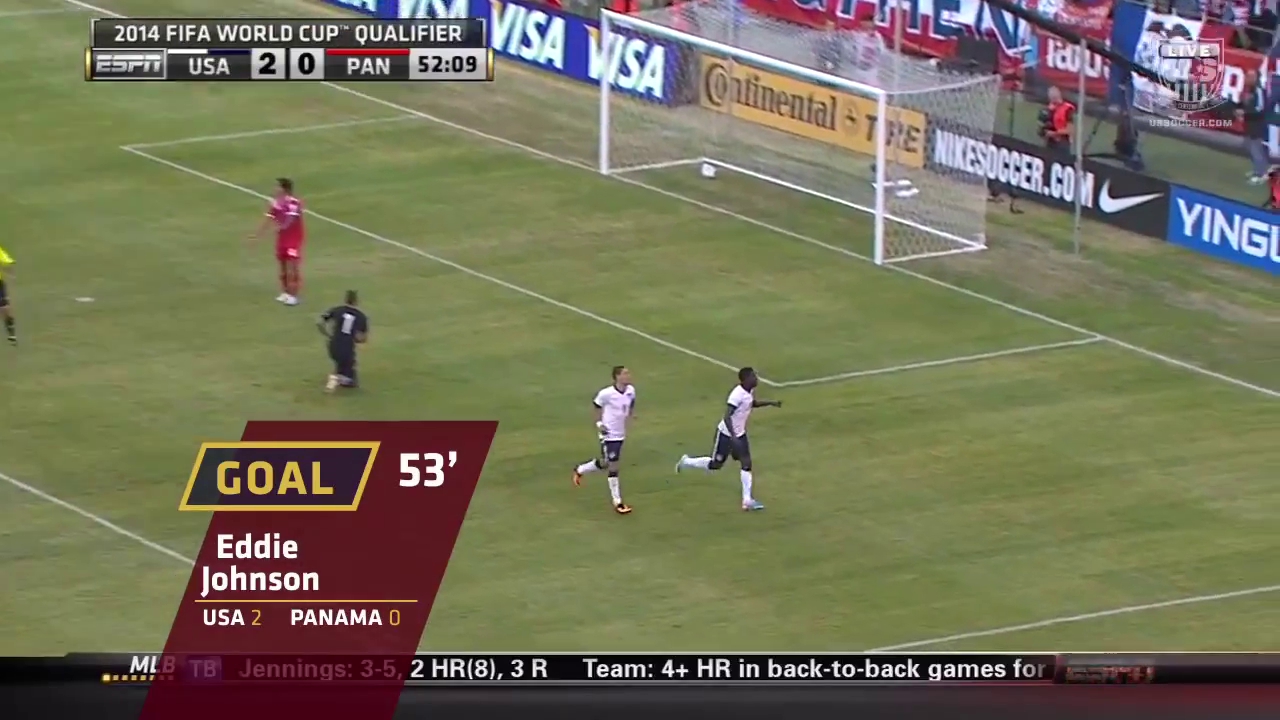 2014 FIFA WORLD CUP™ QUALIFIER
ESPN USA 2 0 PAN 52:09
VISA VISA
Continental TIRE
NIKESOCCER.COM
YINGL
LIVE
US
USSOCCER.COM
1
GOAL 53’
Eddie
Johnson
USA 2 PANAMA 0
MLB TB Jennings: 3-5, 2 HR(8), 3 R Team: 4+ HR in back-to-back games for